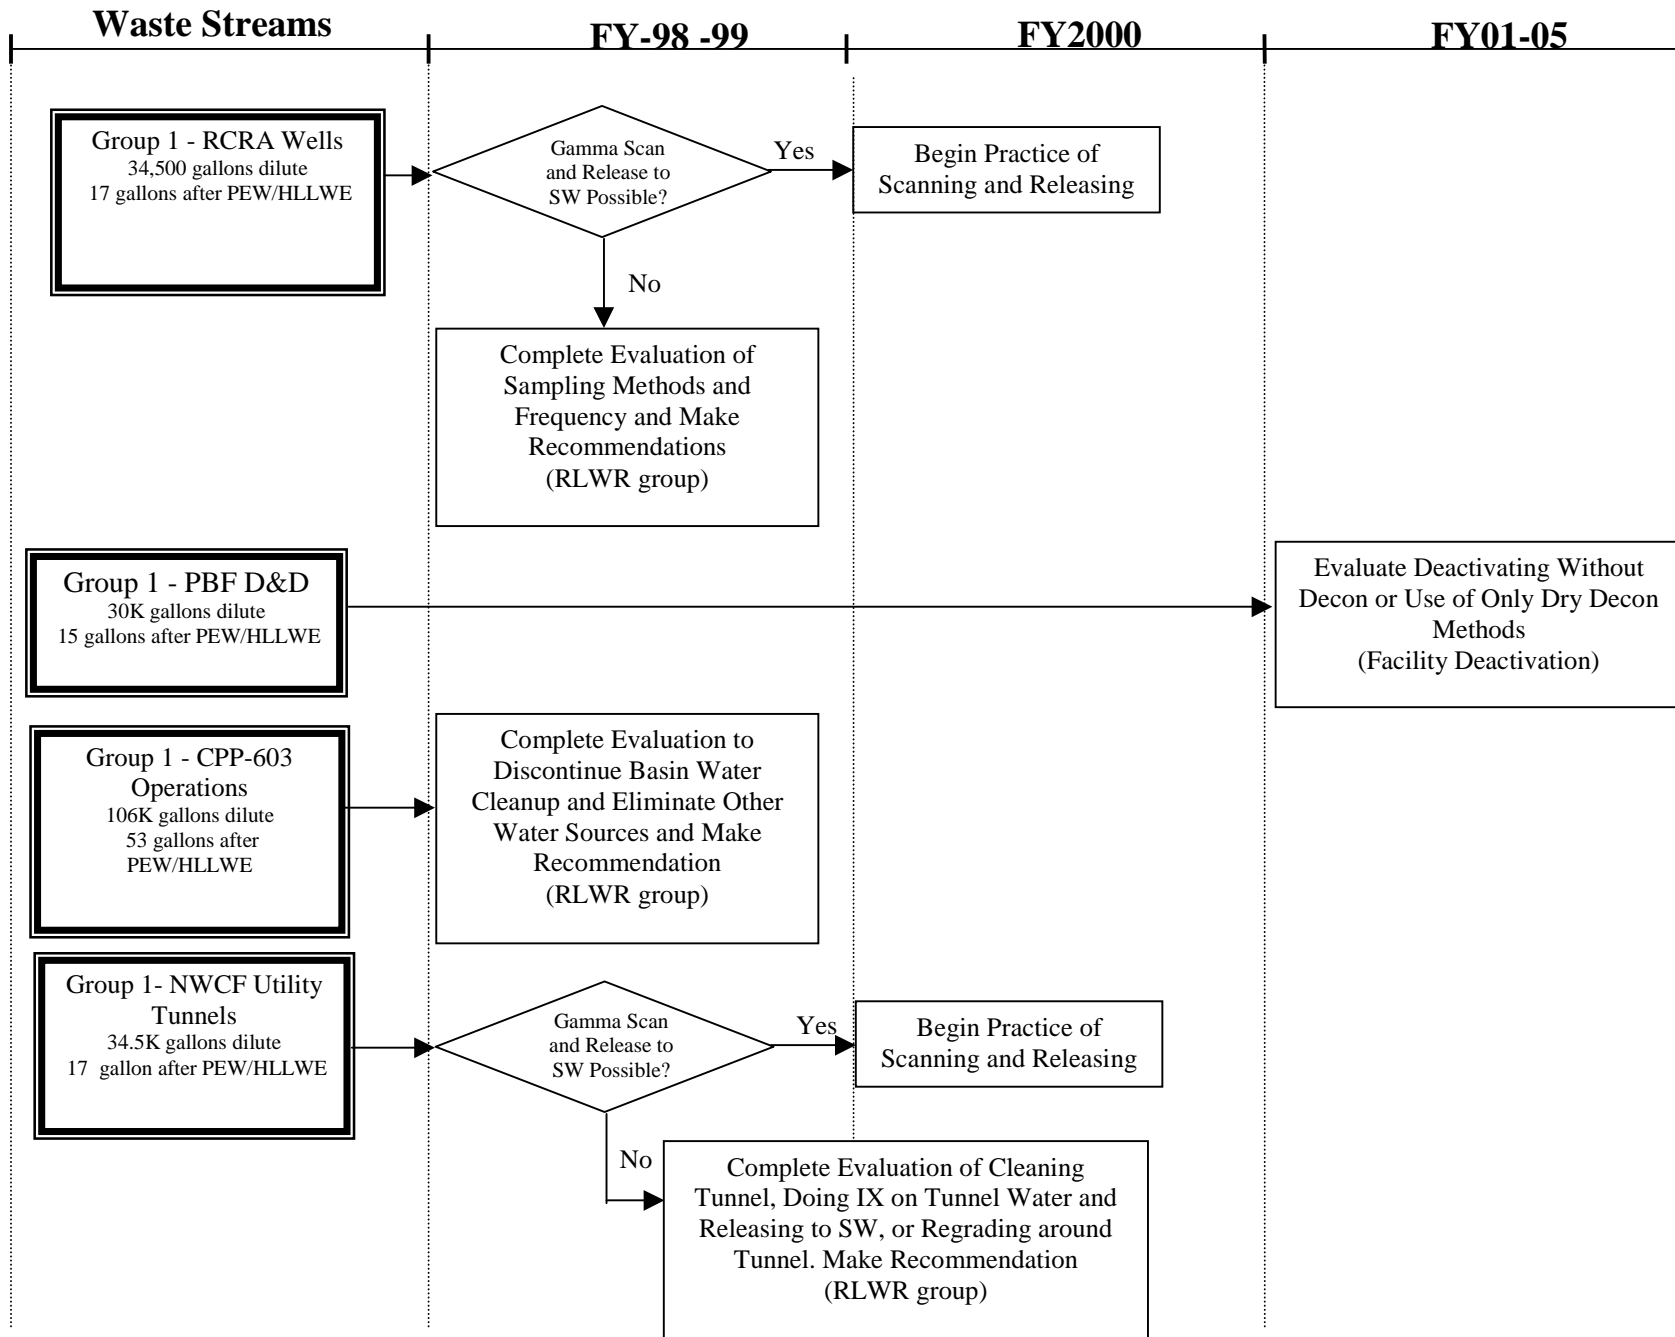 Waste Streams
FY-98 -99
FY2000
FY01-05
Group 1 - RCRA Wells
34,500 gallons dilute
17 gallons after PEW/HLLWE
Gamma Scan
and Release to
SW Possible?
Yes
Begin Practice of
Scanning and Releasing
No
Complete Evaluation of
Sampling Methods and
Frequency and Make
Recommendations
(RLWR group)
Group 1 - PBF D&D
30K gallons dilute
15 gallons after PEW/HLLWE
Evaluate Deactivating Without
Decon or Use of Only Dry Decon
Methods
(Facility Deactivation)
Group 1 - CPP-603
Operations
106K gallons dilute
53 gallons after
PEW/HLLWE
Complete Evaluation to
Discontinue Basin Water
Cleanup and Eliminate Other
Water Sources and Make
Recommendation
(RLWR group)
Group 1- NWCF Utility
Tunnels
34.5K gallons dilute
17 gallon after PEW/HLLWE
Gamma Scan
and Release to
SW Possible?
Yes
Begin Practice of
Scanning and Releasing
No
Complete Evaluation of Cleaning
Tunnel, Doing IX on Tunnel Water and
Releasing to SW, or Regrading around
Tunnel. Make Recommendation
(RLWR group)